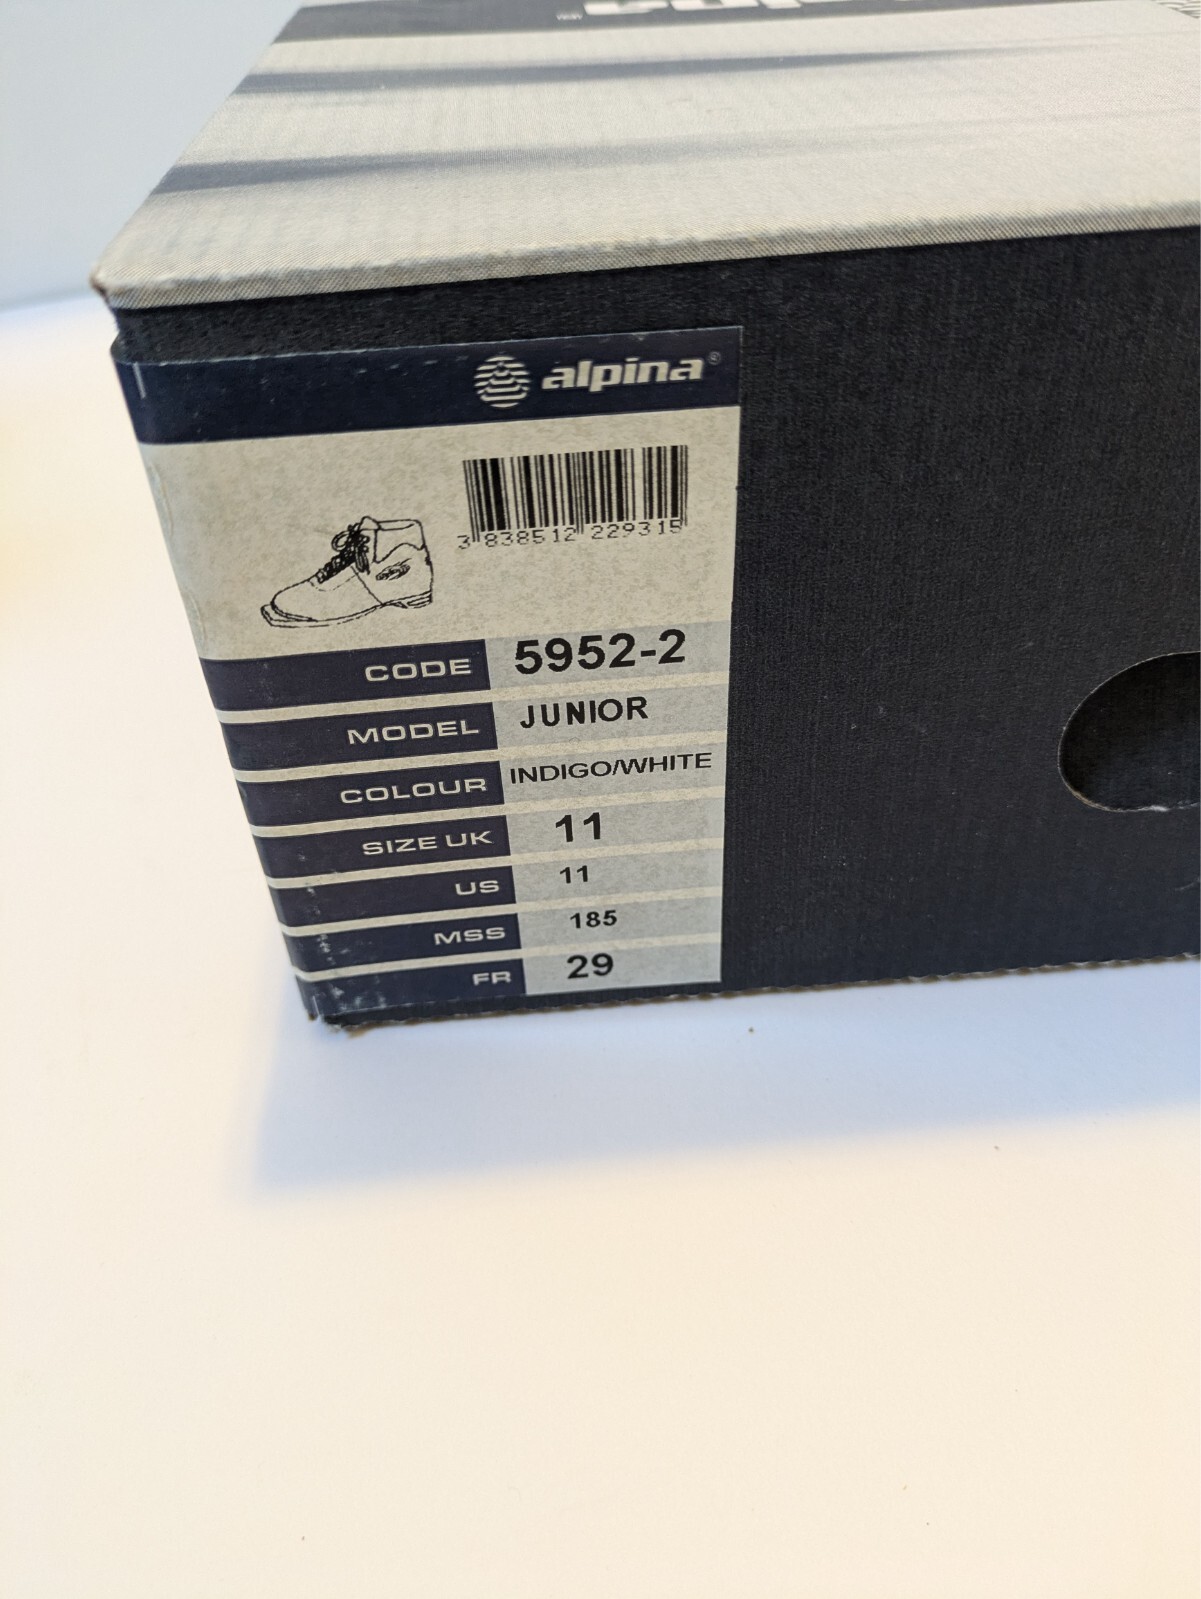 alpina®
3 838512 229315
CODE 5952-2
MODEL JUNIOR
COLOUR INDIGO/WHITE
SIZE UK 11
US 11
MSS 185
FR 29